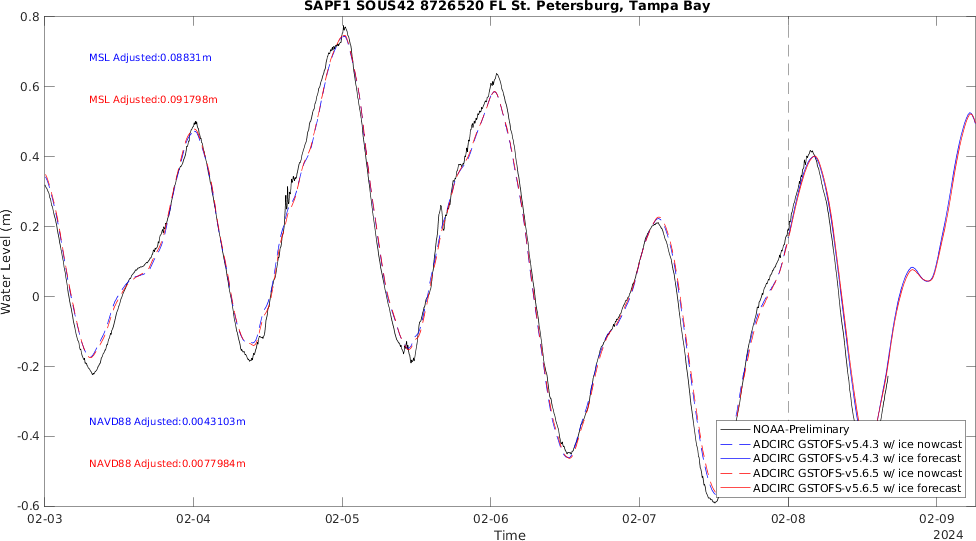 SAPF1 SOUS42 8726520 FL St. Petersburg, Tampa Bay
0.8
0.6
0.4
0.2
0
-0.2
-0.4
-0.6
Water Level (m)
MSL Adjusted:0.08831m
MSL Adjusted:0.091798m
NAVD88 Adjusted:0.0043103m
NAVD88 Adjusted:0.0077984m
NOAA-Preliminary
ADCIRC GSTOFS-v5.4.3 w/ ice nowcast
ADCIRC GSTOFS-v5.4.3 w/ ice forecast
ADCIRC GSTOFS-v5.6.5 w/ ice nowcast
ADCIRC GSTOFS-v5.6.5 w/ ice forecast
02-03 02-04 02-05 02-06 02-07 02-08 02-09
Time
2024